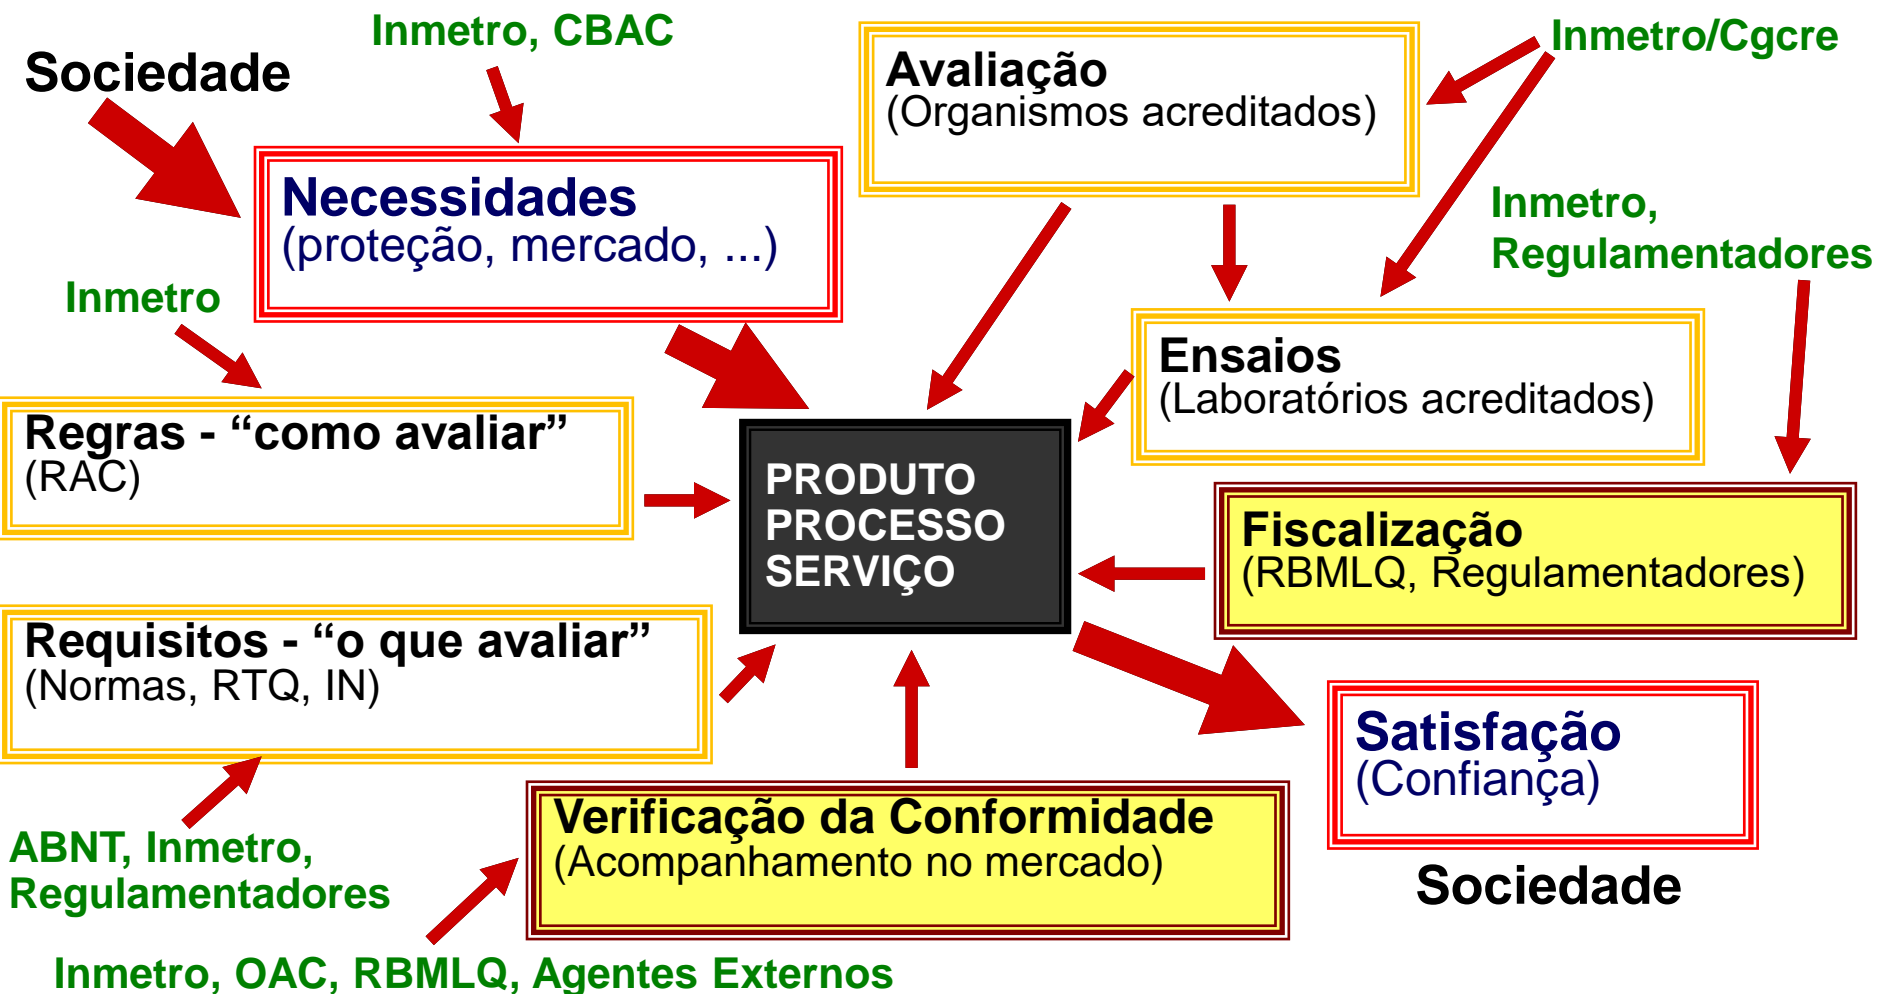 Inmetro, CBAC
Sociedade
Necessidades
(proteção, mercado, ...)
Avaliação
(Organismos acreditados)
Inmetro/Cgcre
Inmetro,
Regulamentadores
Inmetro
Ensaios
(Laboratórios acreditados)
Regras - “como avaliar”
(RAC)
PRODUTO
PROCESSO
SERVIÇO
Fiscalização
(RBMLQ, Regulamentadores)
Requisitos - “o que avaliar”
(Normas, RTQ, IN)
Satisfação
(Confiança)
Sociedade
Verificação da Conformidade
(Acompanhamento no mercado)
ABNT, Inmetro,
Regulamentadores
Inmetro, OAC, RBMLQ, Agentes Externos